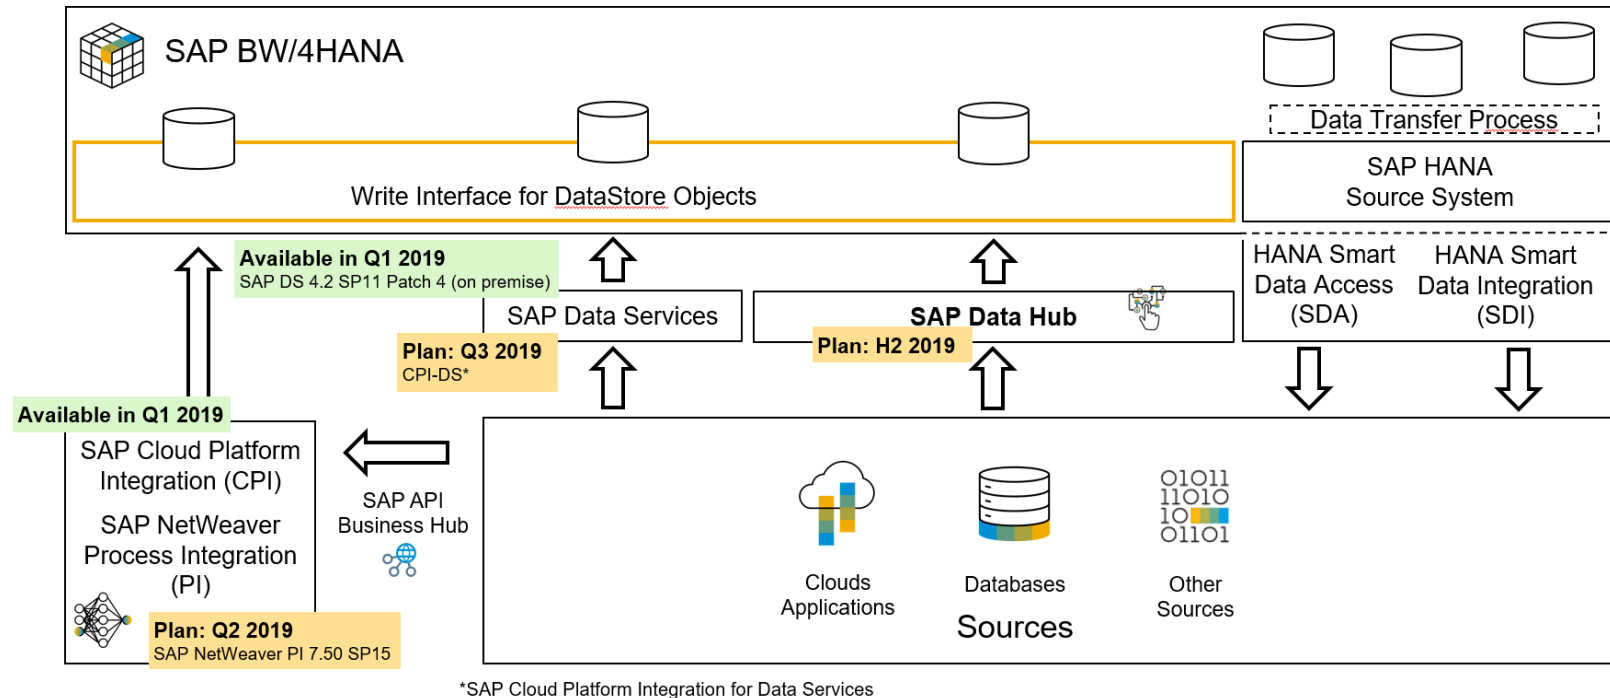 SAP BW/4HANA
Data Transfer Process
Write Interface for DataStore Objects
SAP HANA
Source System
Available in Q1 2019
SAP DS 4.2 SP11 Patch 4 (on premise)
HANA Smart
Data Access
(SDA)
HANA Smart
Data Integration
(SDI)
SAP Data Services
SAP Data Hub
Plan: Q3 2019
CPI-DS*
Plan: H2 2019
Available in Q1 2019
SAP Cloud Platform
Integration (CPI)
SAP NetWeaver
Process Integration
(PI)
Plan: Q2 2019
SAP NetWeaver PI 7.50 SP15
SAP API
Business Hub
Clouds
Applications
Databases
01011
11010
10
01101
Other
Sources
Sources
*SAP Cloud Platform Integration for Data Services